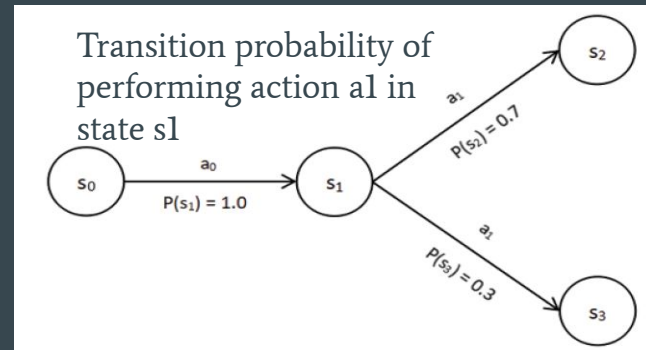 Transition probability of
performing action a1 in
state s1
s₀
a₀
P(s₁) = 1.0
s₁
a₁
P(s₂) = 0.7
s₂
a₁
P(s₃) = 0.3
s₃